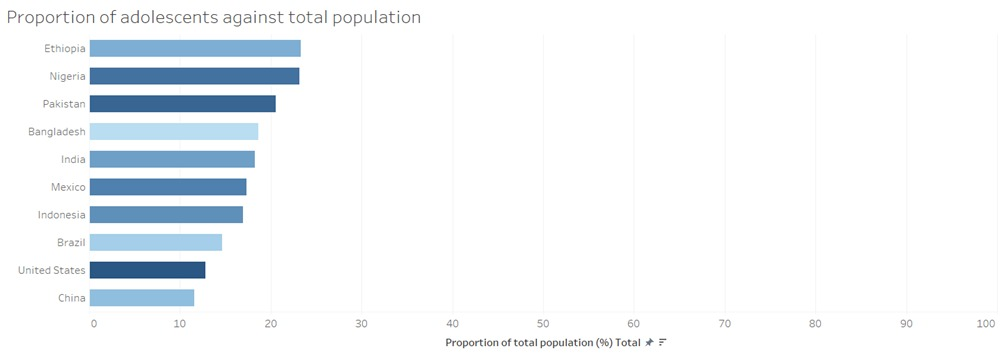 Proportion of adolescents against total population
Ethiopia
Nigeria
Pakistan
Bangladesh
India
Mexico
Indonesia
Brazil
United States
China
0 10 20 30 40 50 60 70 80 90 100
Proportion of total population (%) Total